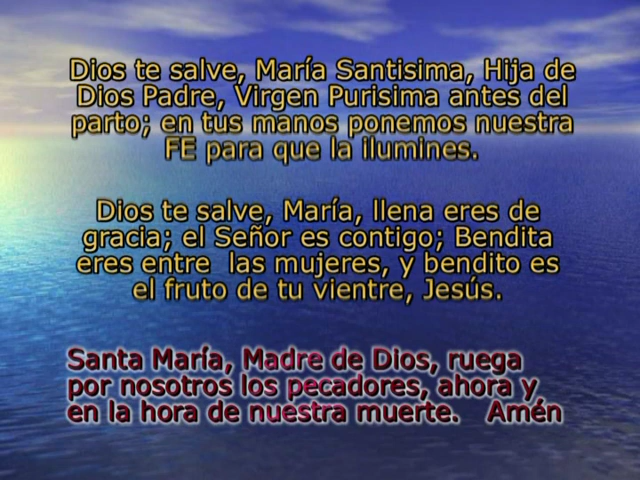 Dios te salve, María Santisima, Hija de
Dios Padre, Virgen Purisima antes del
parto; en tus manos ponemos nuestra
FE para que la ilumines.
Dios te salve, María, llena eres de
gracia; el Señor es contigo; Bendita
eres entre  las mujeres, y bendito es
el fruto de tu vientre, Jesús.
Santa María, Madre de Dios, ruega
por nosotros los pecadores, ahora y
en la hora de nuestra muerte.   Amén